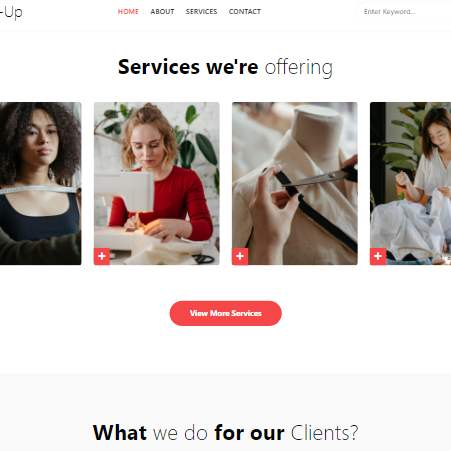 -Up HOME ABOUT SERVICES CONTACT Enter Keyword...
Services we're offering
View More Services
What we do for our Clients?